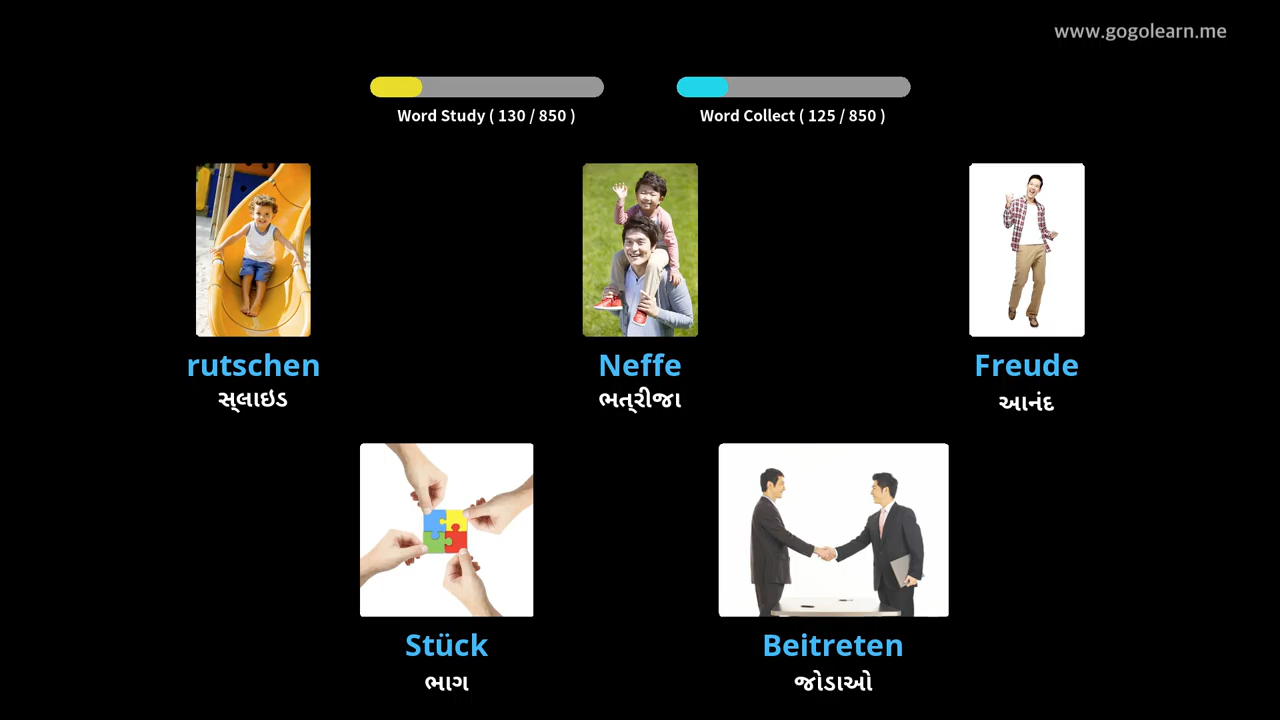 www.gogolearn.me
Word Study ( 130 / 850 )
Word Collect ( 125 / 850 )
rutschen
સ્લાઇડ
Neffe
ભત્રીજા
Freude
આનંદ
Stück
ભાગ
Beitreten
જોડાઓ